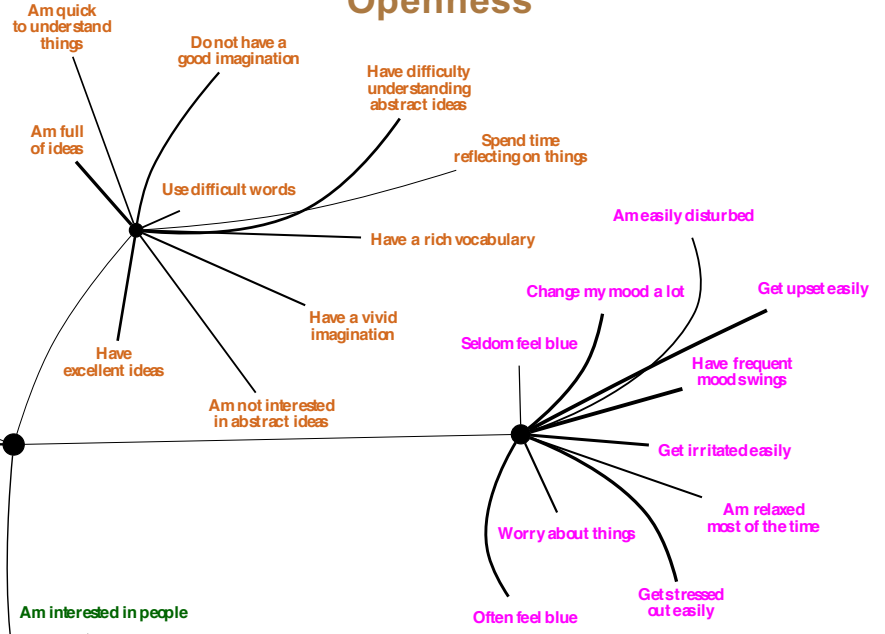 Openness
Am quick
to understand
things
Do not have a
good imagination
Have difficulty
understanding
abstract ideas
Am full
of ideas
Spend time
reflecting on things
Use difficult words
Have a rich vocabulary
Have a vivid
imagination
Have
excellent ideas
Am not interested
in abstract ideas
Am easily disturbed
Change my mood a lot
Get upset easily
Seldom feel blue
Have frequent
mood swings
Get irritated easily
Am relaxed
most of the time
Worry about things
Get stressed
out easily
Often feel blue
Am interested in people